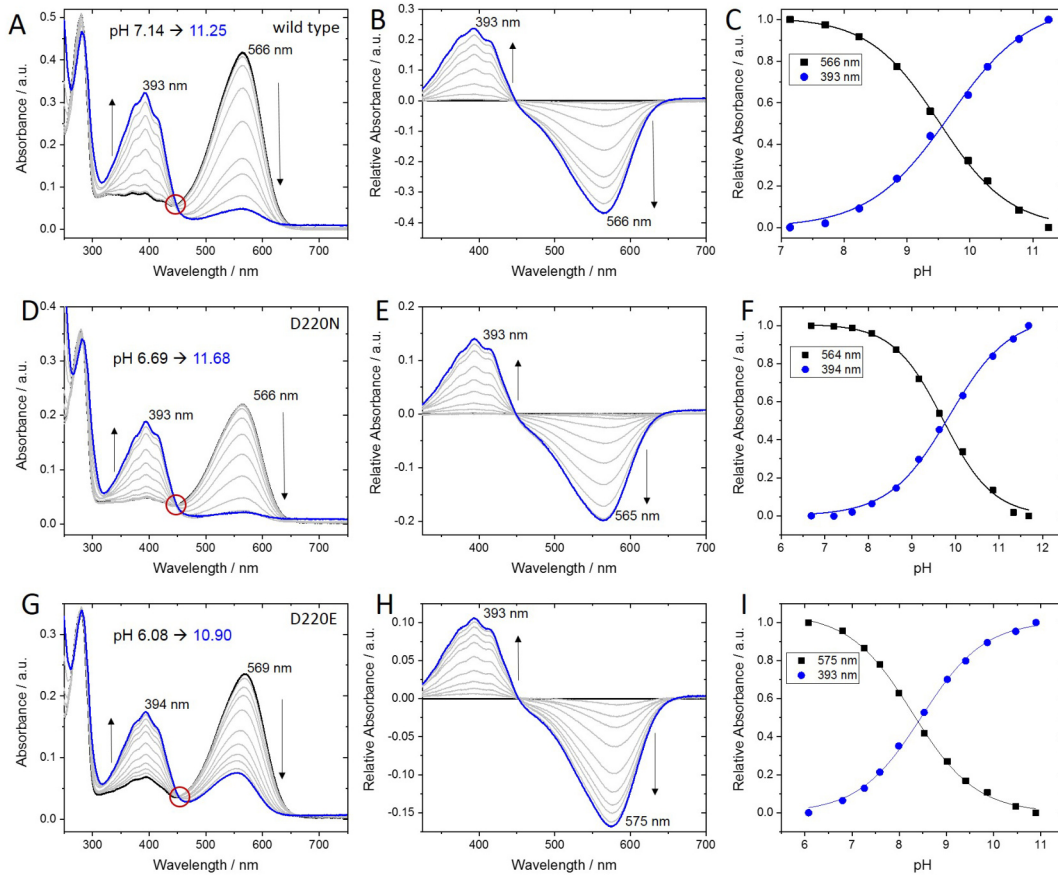 A
pH 7.14 → 11.25
wild type
566 nm
393 nm
Absorbance / a.u.
0.5
0.4
0.3
0.2
0.1
0.0
300 400 500 600 700
Wavelength / nm
B
393 nm
566 nm
Relative Absorbance / a.u.
0.3
0.2
0.1
0.0
-0.1
-0.2
-0.3
-0.4
400 500 600 700
Wavelength / nm
C
566 nm
393 nm
Relative Absorbance / a.u.
1.0
0.8
0.6
0.4
0.2
0.0
7 8 9 10 11
pH
D
D220N
pH 6.69 → 11.68
566 nm
393 nm
Absorbance / a.u.
0.4
0.3
0.2
0.1
0.0
300 400 500 600 700
Wavelength / nm
E
393 nm
565 nm
Relative Absorbance / a.u.
0.2
0.1
0.0
-0.1
-0.2
400 500 600 700
Wavelength / nm
F
564 nm
394 nm
Relative Absorbance / a.u.
1.0
0.8
0.6
0.4
0.2
0.0
6 7 8 9 10 11 12
pH
G
D220E
pH 6.08 → 10.90
569 nm
394 nm
Absorbance / a.u.
0.3
0.2
0.1
0.0
300 400 500 600 700
Wavelength / nm
H
393 nm
575 nm
Relative Absorbance / a.u.
0.10
0.05
0.00
-0.05
-0.10
-0.15
400 500 600 700
Wavelength / nm
I
575 nm
393 nm
Relative Absorbance / a.u.
1.0
0.8
0.6
0.4
0.2
0.0
6 7 8 9 10 11
pH